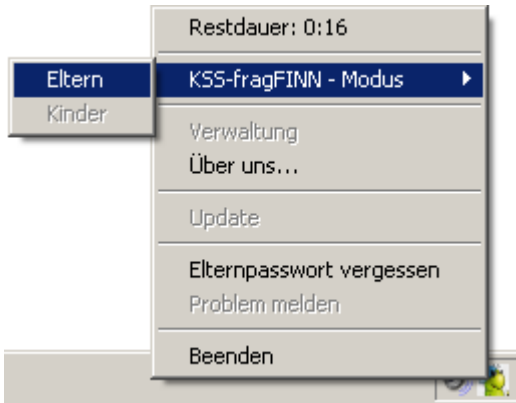 Restdauer: 0:16
KSS-fragFINN - Modus
Eltern
Kinder
Verwaltung
Über uns...
Update
Elternpasswort vergessen
Problem melden
Beenden